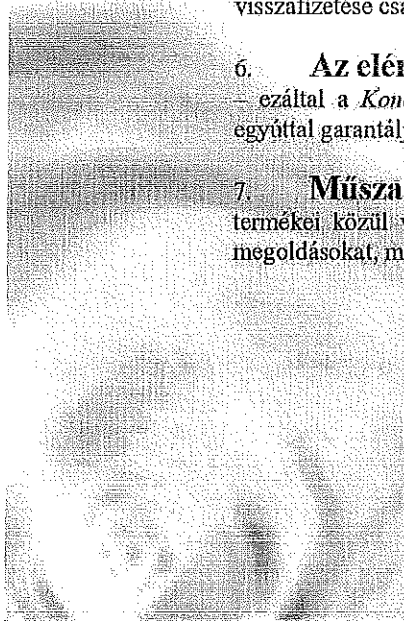 visszafizetése csa
6. Az elér
– ezáltal a Kon
egyúttal garantál
7. Műsza
termékei közül v
megoldásokat, m